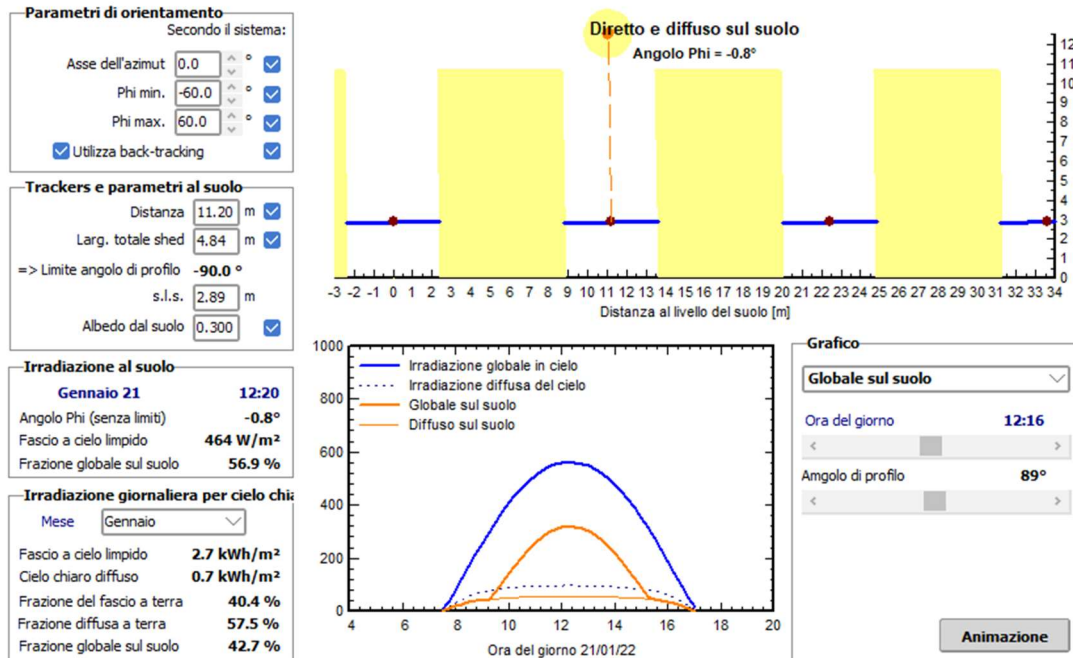 Parametri di orientamento
Secondo il sistema:
Asse dell'azimut 0.0 °
Phi min. -60.0 °
Phi max. 60.0 °
Utilizza back-tracking
Trackers e parametri al suolo
Distanza 11.20 m
Larg. totale shed 4.84 m
=> Limite angolo di profilo -90.0 °
s.l.s. 2.89 m
Albedo dal suolo 0.300
Irradiazione al suolo
Gennaio 21 12:20
Angolo Phi (senza limiti) -0.8°
Fascio a cielo limpido 464 W/m²
Frazione globale sul suolo 56.9 %
Irradiazione giornaliera per cielo chia
Mese Gennaio
Fascio a cielo limpido 2.7 kWh/m²
Cielo chiaro diffuso 0.7 kWh/m²
Frazione del fascio a terra 40.4 %
Frazione diffusa a terra 57.5 %
Frazione globale sul suolo 42.7 %
Diretto e diffuso sul suolo
Angolo Phi = -0.8°
12
11
10
9
8
7
6
5
4
3
2
1
0
-3 -2 -1 0 1 2 3 4 5 6 7 8 9 10 11 12 13 14 15 16 17 18 19 20 21 22 23 24 25 26 27 28 29 30 31 32 33 34
Distanza al livello del suolo [m]
1000
800
600
400
200
0
Irradiazione globale in cielo
Irradiazione diffusa del cielo
Globale sul suolo
Diffuso sul suolo
4 6 8 10 12 14 16 18 20
Ora del giorno 21/01/22
Grafico
Globale sul suolo
Ora del giorno 12:16
Amgolo di profilo 89°
Animazione